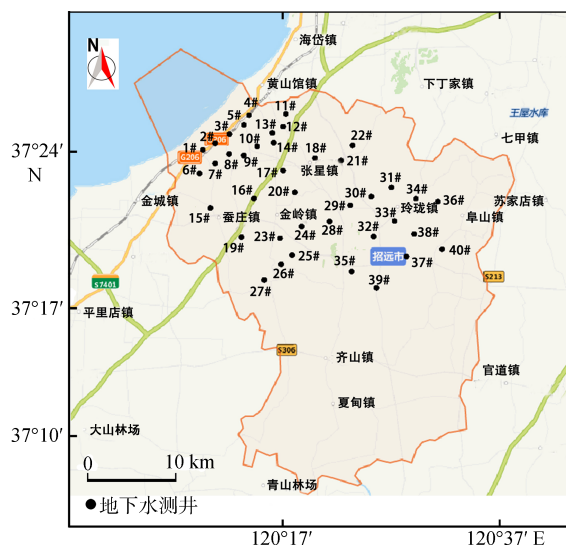 海岱镇
N
黄山馆镇
下丁家镇
4#
11#
5#
王屋水库
3#
13#
12#
2#
G206
10#
七甲镇
1#
14#
18#
22#
37°24′
N
G206
8#
9#
21#
6#
7#
17#
张星镇
31#
金城镇
16#
20#
30#
34#
36#
苏家店镇
29#
玲珑镇
15#
蚕庄镇
金岭镇
33#
阜山镇
28#
24#
32#
38#
19#
23#
40#
25#
35#
招远市
37#
26#
S213
S7401
27#
39#
37°17′
平里店镇
S306
齐山镇
官道镇
夏甸镇
大山林场
37°10′
0
10 km
青山林场
地下水测井
120°17′
120°37′ E